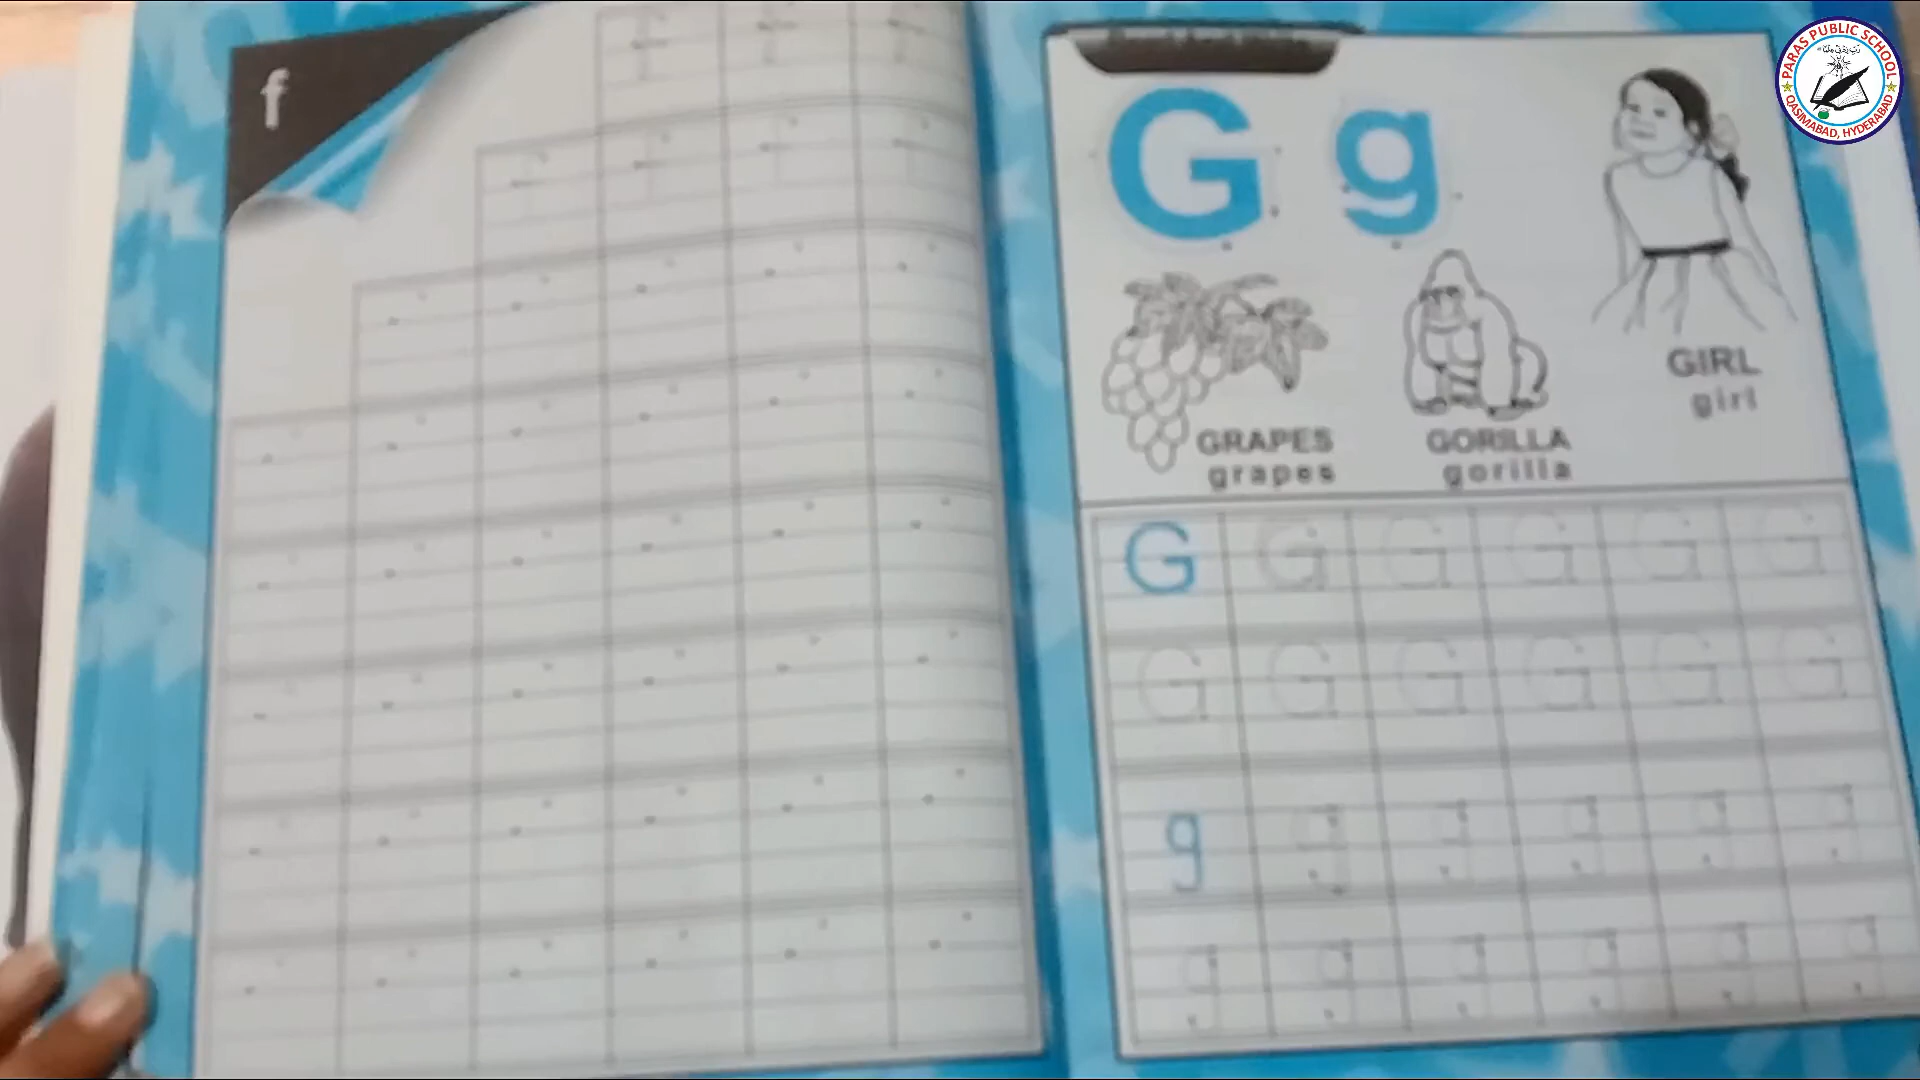 f
G g
GIRL
girl
GRAPES
grapes
GORILLA
gorilla
G G G G G G
G G G G G G
g g g g g g
g g g g g g
PARAS PUBLIC SCHOOL
QASIMABAD, HYDERABAD